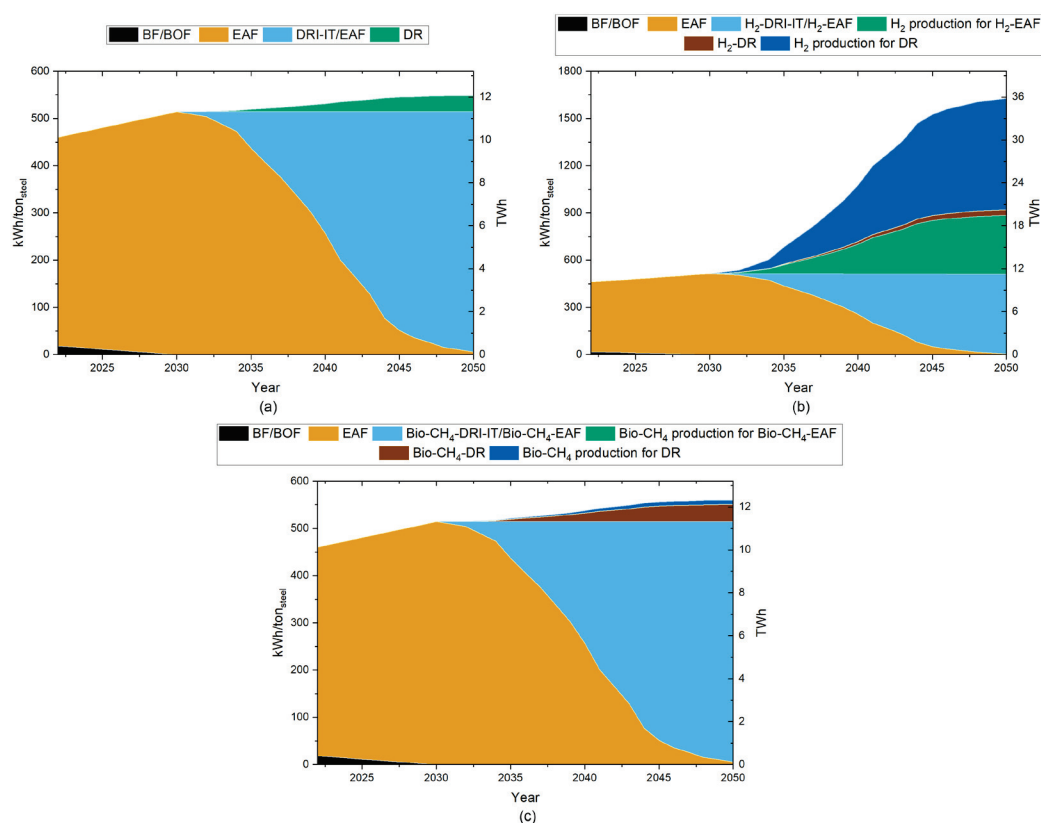 BF/BOF EAF DRI-IT/EAF DR
600
500
400
300
200
100
0
kWh/ton_steel
12
10
8
6
4
2
0
TWh
2025 2030 2035 2040 2045 2050
Year
(a)
BF/BOF EAF H₂-DRI-IT/H₂-EAF H₂ production for H₂-EAF
H₂-DR H₂ production for DR
1800
1500
1200
900
600
300
0
kWh/ton_steel
36
30
24
18
12
6
0
TWh
2025 2030 2035 2040 2045 2050
Year
(b)
BF/BOF EAF Bio-CH₄-DRI-IT/Bio-CH₄-EAF Bio-CH₄ production for Bio-CH₄-EAF
Bio-CH₄-DR Bio-CH₄ production for DR
600
500
400
300
200
100
0
kWh/ton_steel
12
10
8
6
4
2
0
TWh
2025 2030 2035 2040 2045 2050
Year
(c)